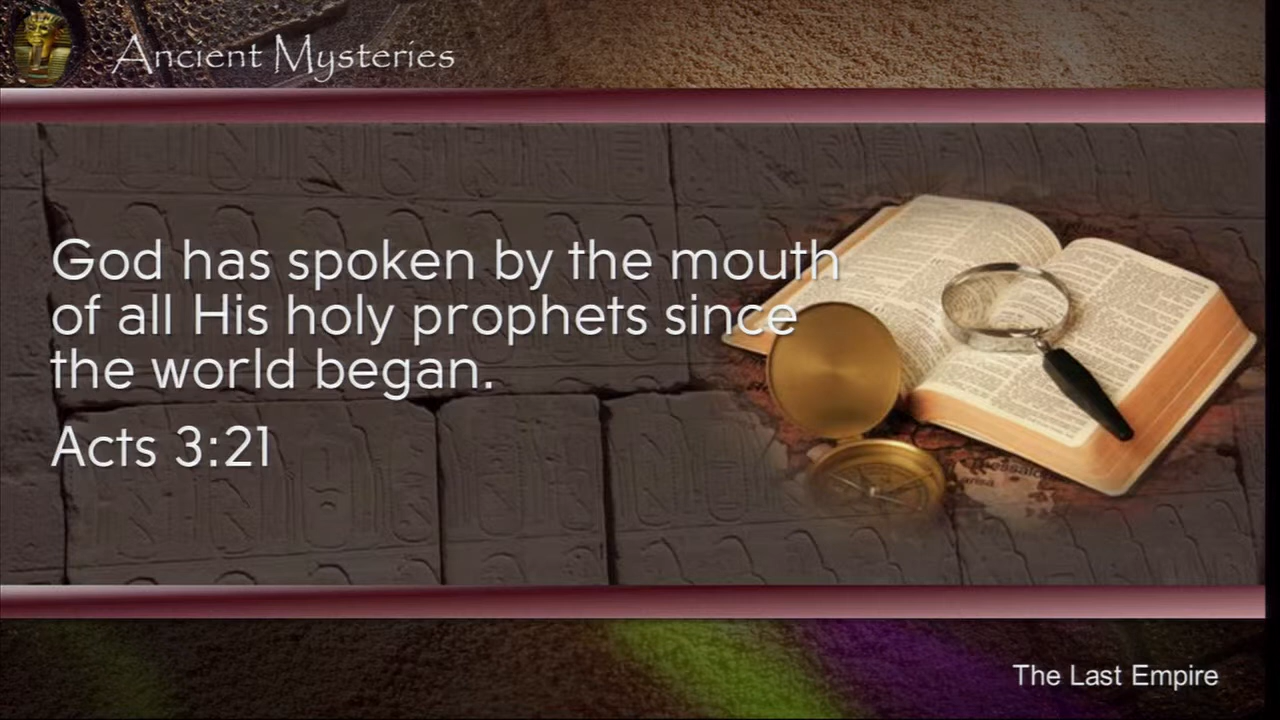 Ancient Mysteries
God has spoken by the mouth
of all His holy prophets since
the world began.
Acts 3:21
The Last Empire